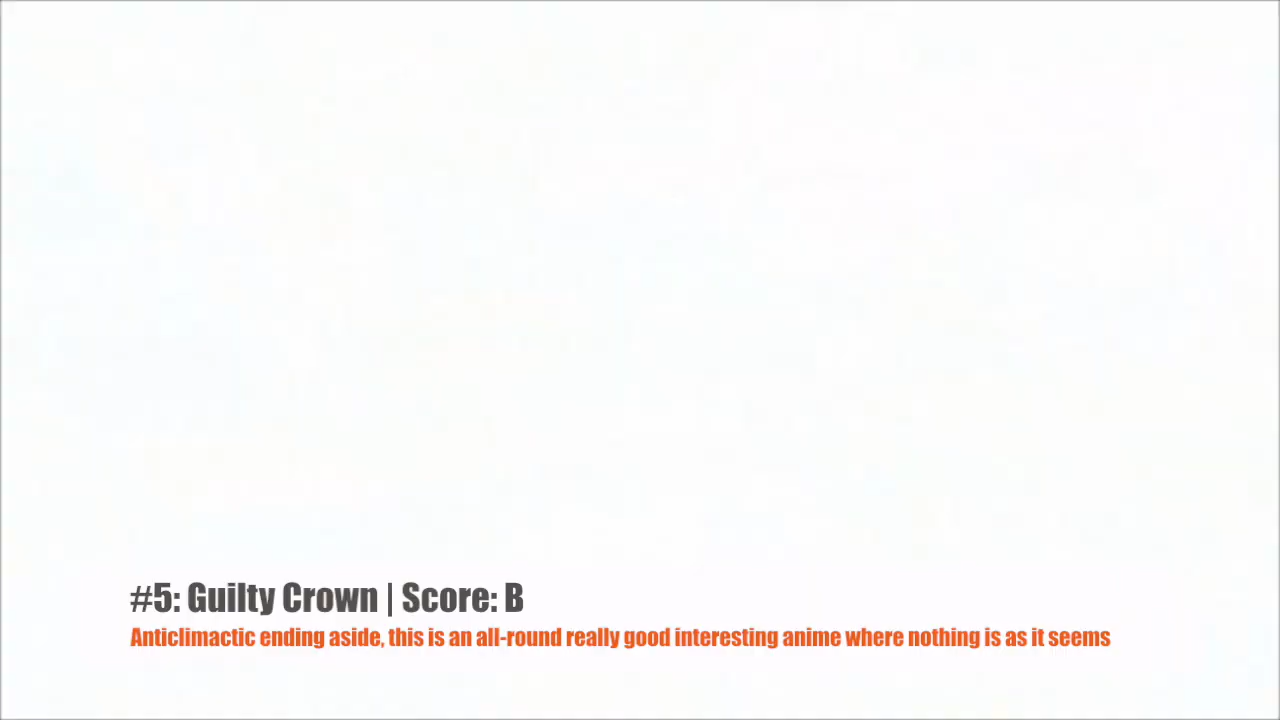 #5: Guilty Crown | Score: B
Anticlimactic ending aside, this is an all-round really good interesting anime where nothing is as it seems